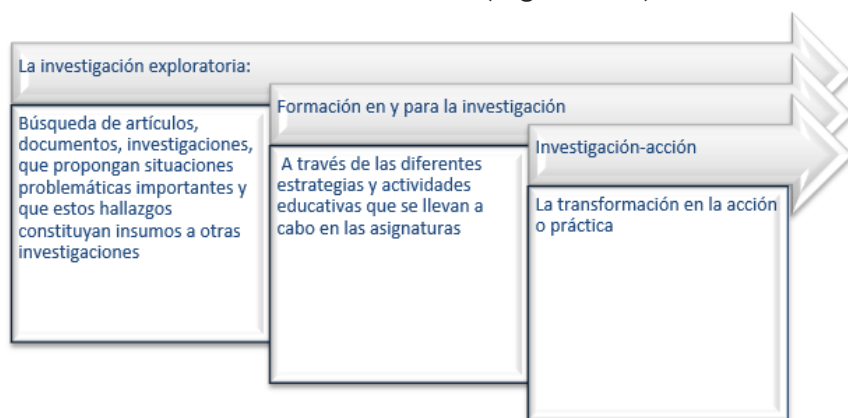 La investigación exploratoria:
Búsqueda de artículos,
documentos, investigaciones,
que propongan situaciones
problemáticas importantes y
que estos hallazgos
constituyan insumos a otras
investigaciones
Formación en y para la investigación
A través de las diferentes
estrategias y actividades
educativas que se llevan a
cabo en las asignaturas
Investigación-acción
La transformación en la acción
o práctica